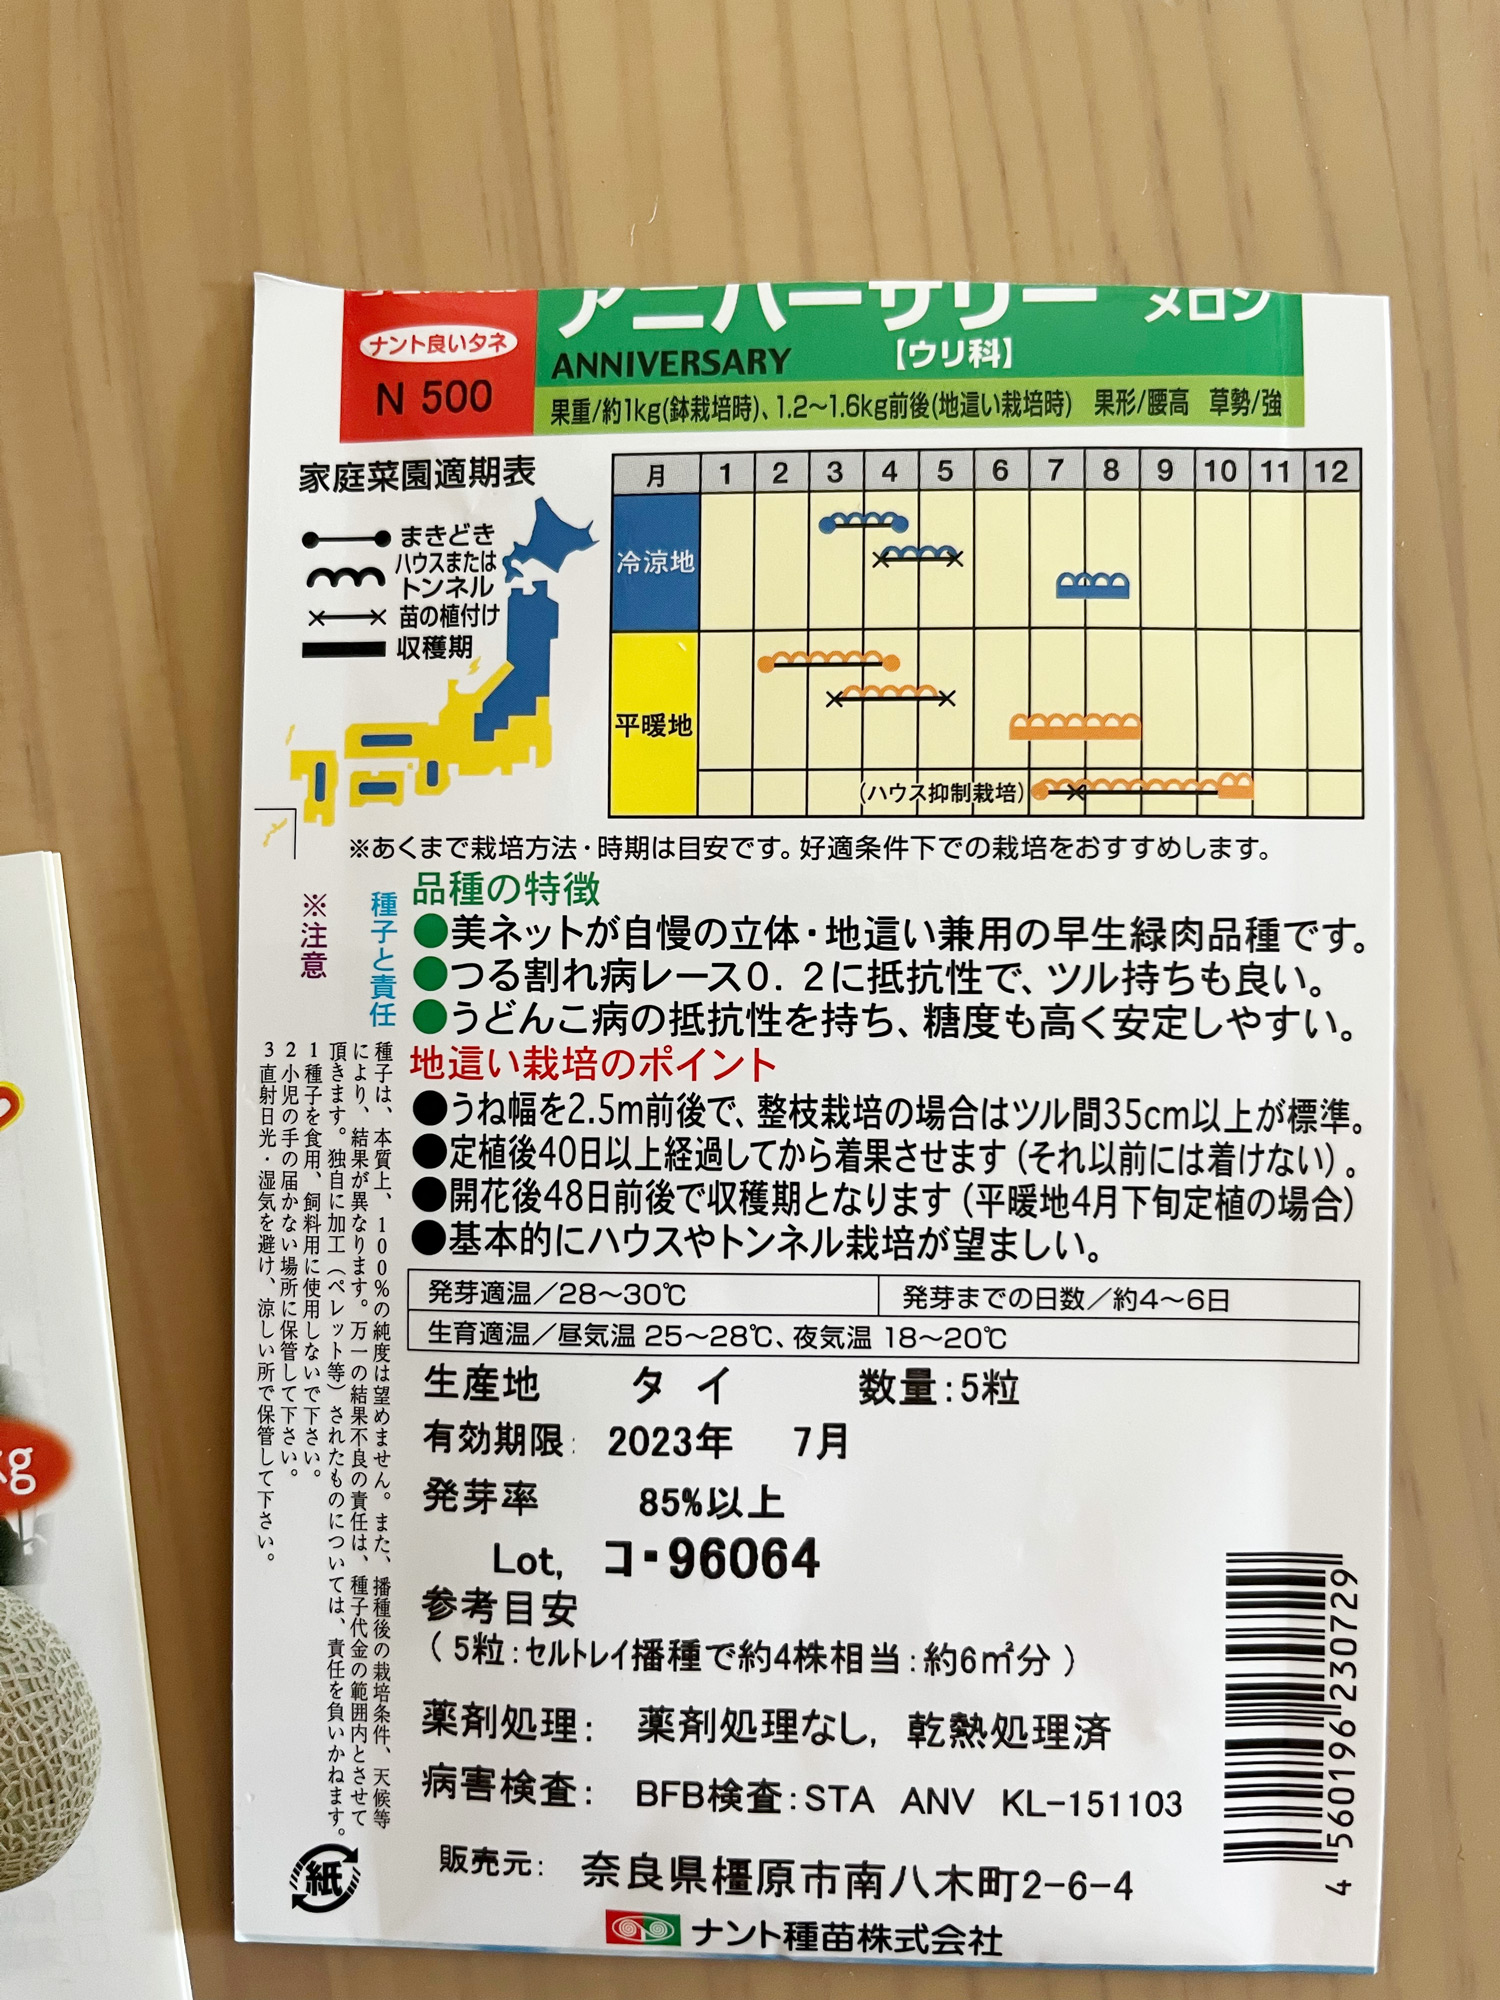 アニバーサリー メロン
ナント良いタネ
N 500
ANNIVERSARY 【ウリ科】
果重/約1kg(鉢栽培時)、1.2〜1.6kg前後(地這い栽培時) 果形/腰高 草勢/強
家庭菜園適期表
まきどき
ハウスまたは
トンネル
苗の植付け
収穫期
月 1 2 3 4 5 6 7 8 9 10 11 12
冷涼地
平暖地
(ハウス抑制栽培)
※あくまで栽培方法・時期は目安です。好適条件下での栽培をおすすめします。
品種の特徴
●美ネットが自慢の立体・地這い兼用の早生緑肉品種です。
●つる割れ病レース0.2に抵抗性で、ツル持ちも良い。
●うどんこ病の抵抗性を持ち、糖度も高く安定しやすい。
地這い栽培のポイント
●うね幅を2.5m前後で、整枝栽培の場合はツル間35cm以上が標準。
●定植後40日以上経過してから着果させます(それ以前には着けない)。
●開花後48日前後で収穫期となります(平暖地4月下旬定植の場合)
●基本的にハウスやトンネル栽培が望ましい。
発芽適温/28〜30℃ 発芽までの日数/約4〜6日
生育適温/昼気温 25〜28℃、夜気温 18〜20℃
生産地 タイ 数量:5粒
有効期限: 2023年 7月
発芽率 85%以上
Lot, コ・96064
参考目安
(5粒:セルトレイ播種で約4株相当:約6㎡分)
薬剤処理: 薬剤処理なし, 乾熱処理済
病害検査: BFB検査:STA ANV KL-151103
販売元: 奈良県橿原市南八木町2-6-4
ナント種苗株式会社
種子と責任
種子は、本質上、100%の純度は望めません。また、播種後の栽培条件、天候等
により、結果が異なります。万一の結果不良の責任は、種子代金の範囲内とさせて
頂きます。独自に加工(ペレット等)されたものについては、責任を負いかねます。
※注意
1種子を食用、飼料用に使用しないで下さい。
2小児の手の届かない場所に保管して下さい。
3直射日光・湿気を避け、涼しい所で保管して下さい。
紙
4560196230729
kg